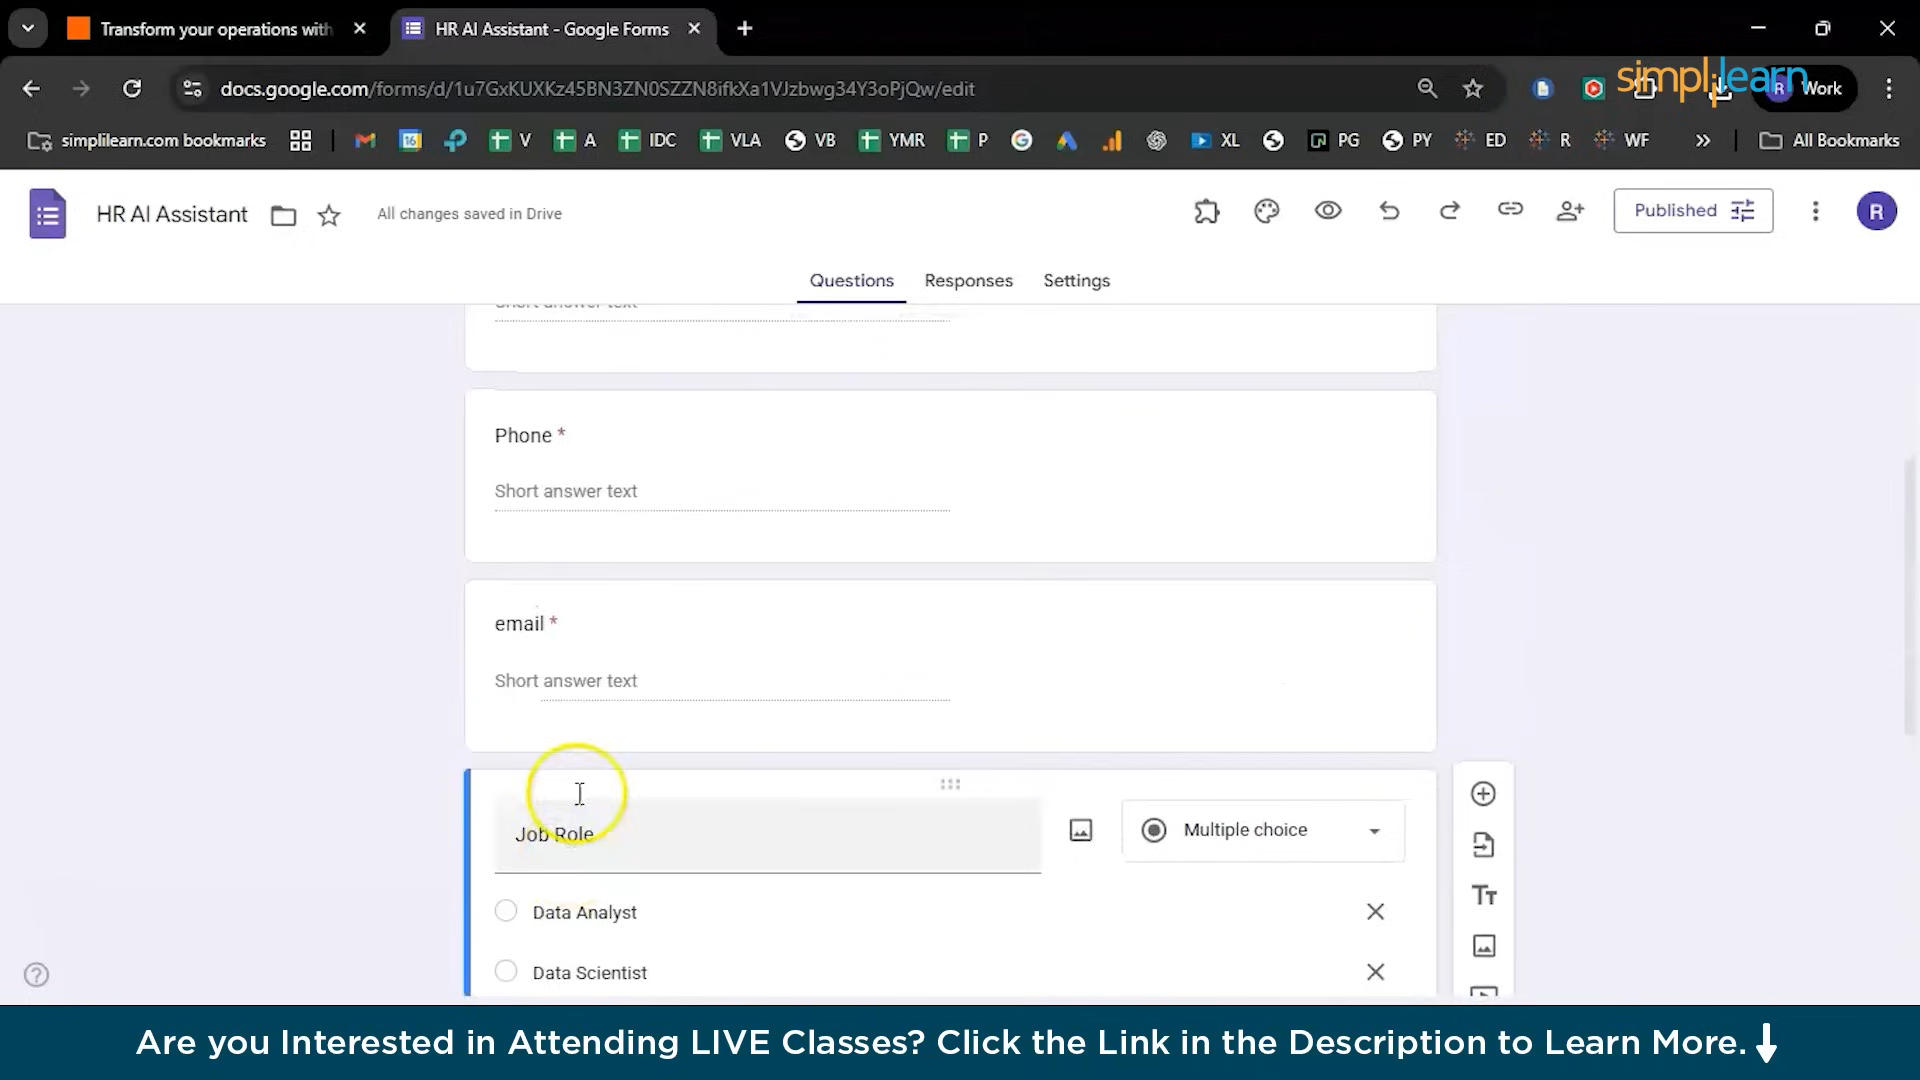 Transform your operations with
HR AI Assistant - Google Forms
docs.google.com/forms/d/1u7GxKUXKz45BN3ZN0SZZN8ifkXa1VJzbwg34Y3oPjQw/edit
simplilearn
R
Work
simplilearn.com bookmarks
V
A
IDC
VLA
VB
YMR
P
XL
PG
PY
ED
R
WF
All Bookmarks
HR AI Assistant
All changes saved in Drive
Published
R
Questions
Responses
Settings
Short answer text
Phone *
Short answer text
email *
Short answer text
Job Role
Multiple choice
Data Analyst
Data Scientist
Are you Interested in Attending LIVE Classes? Click the Link in the Description to Learn More.